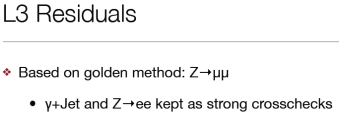 L3 Residuals
❖ Based on golden method: Z→μμ
• γ+Jet and Z→ee kept as strong crosschecks